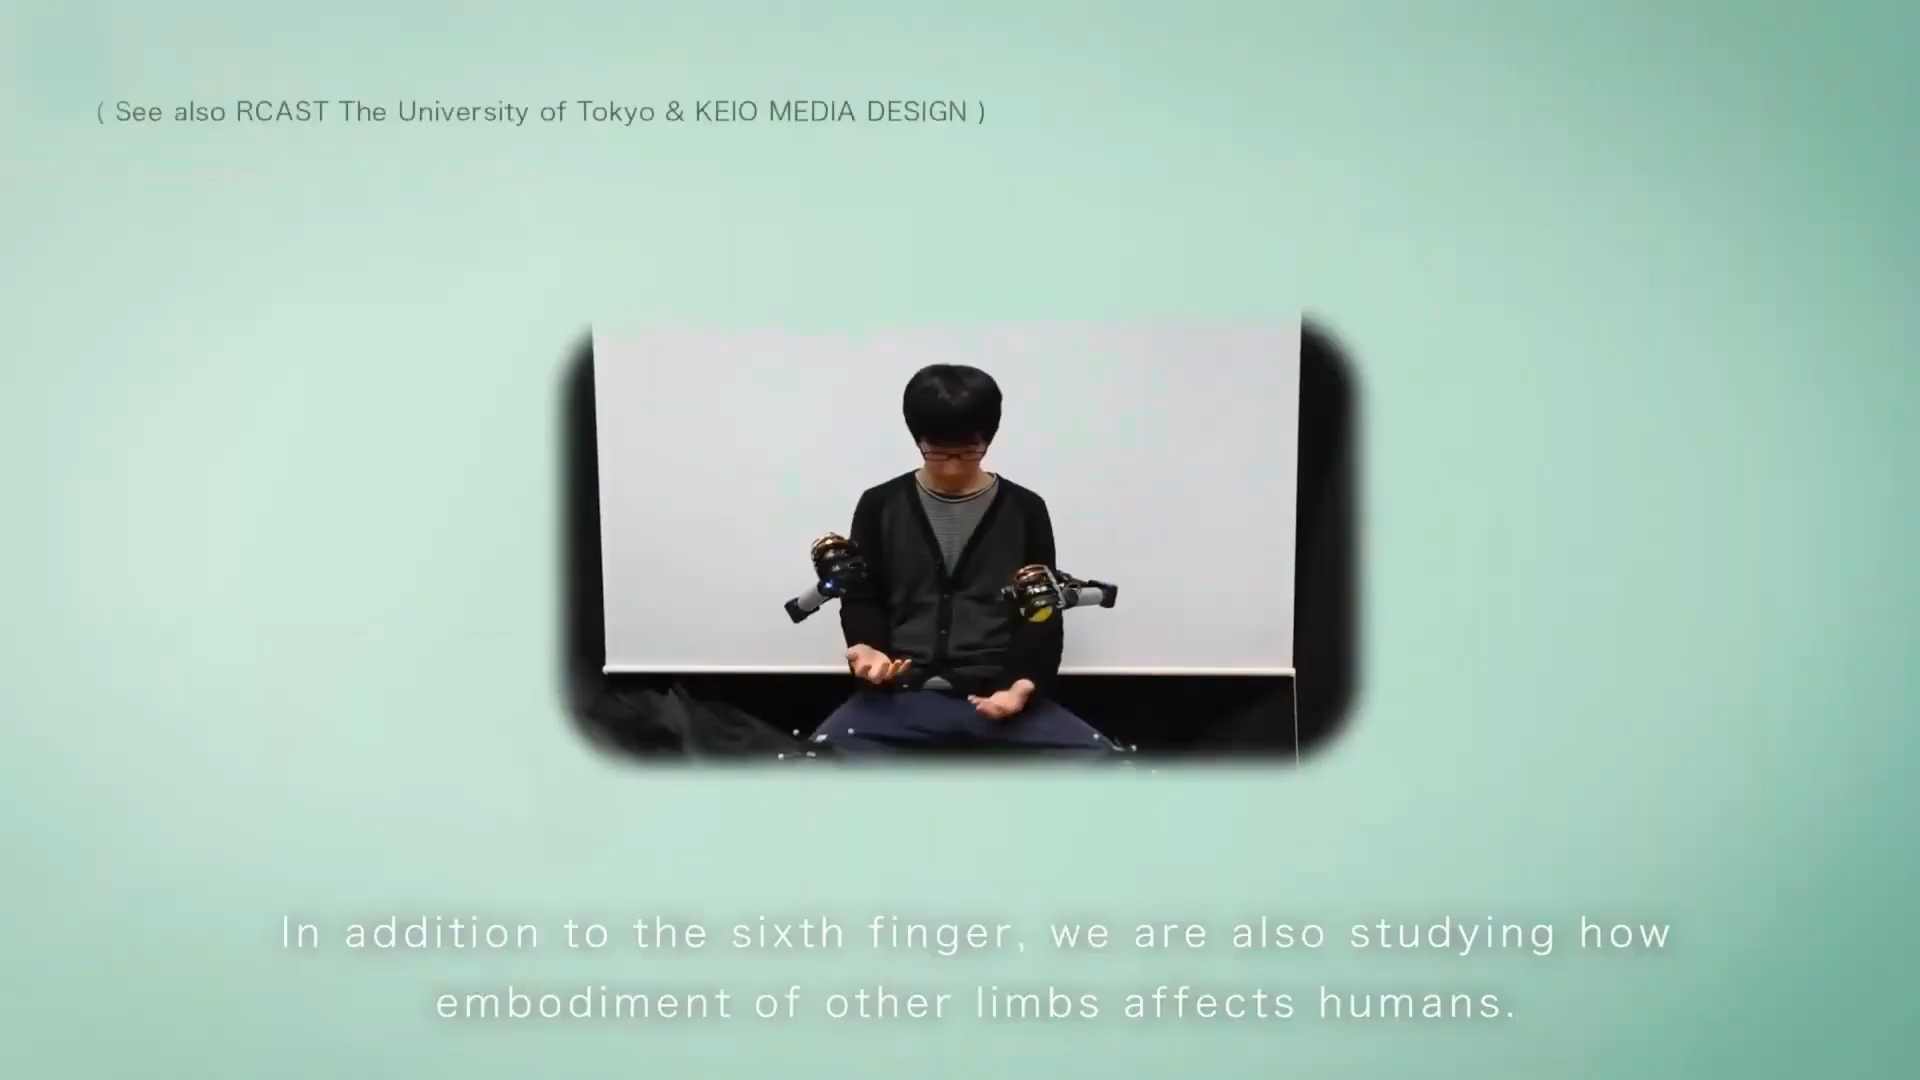 ( See also RCAST The University of Tokyo & KEIO MEDIA DESIGN )
In addition to the sixth finger, we are also studying how
embodiment of other limbs affects humans.